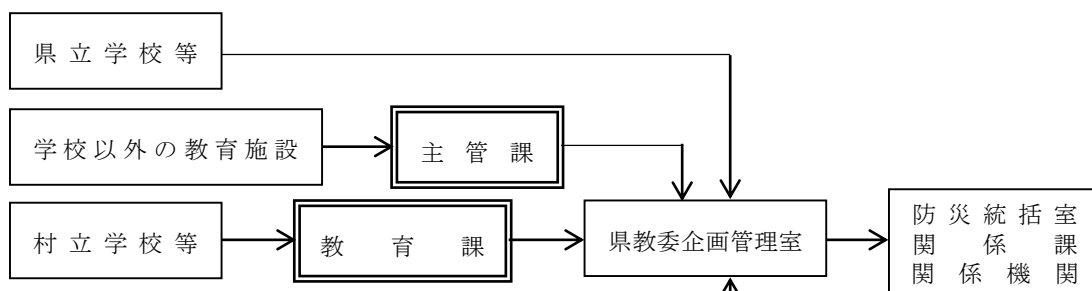 県立学校等
学校以外の教育施設
主管課
村立学校等
教育課
県教委企画管理室
防災統括室
関係課
関係機関